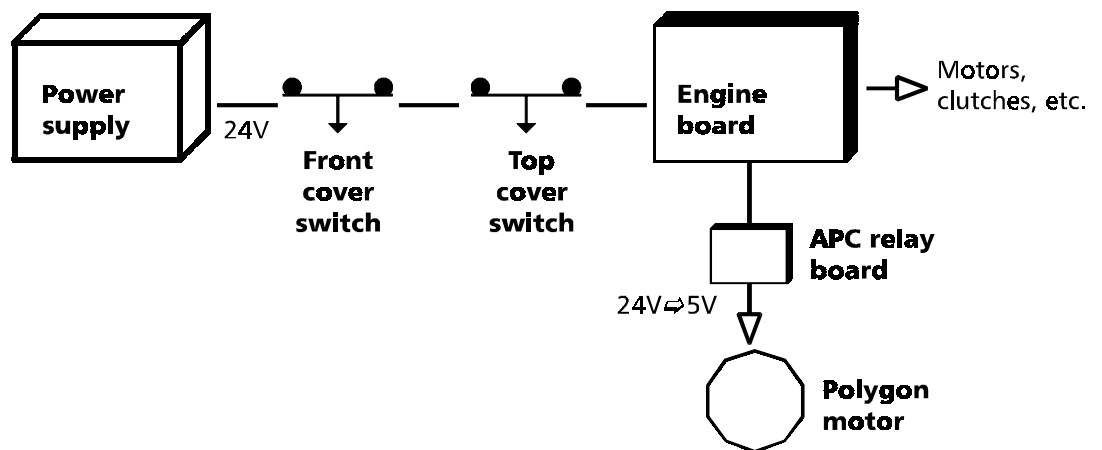 Power
supply
24V
Front
cover
switch
Top
cover
switch
Engine
board
Motors,
clutches, etc.
APC relay
board
24V⇨5V
Polygon
motor